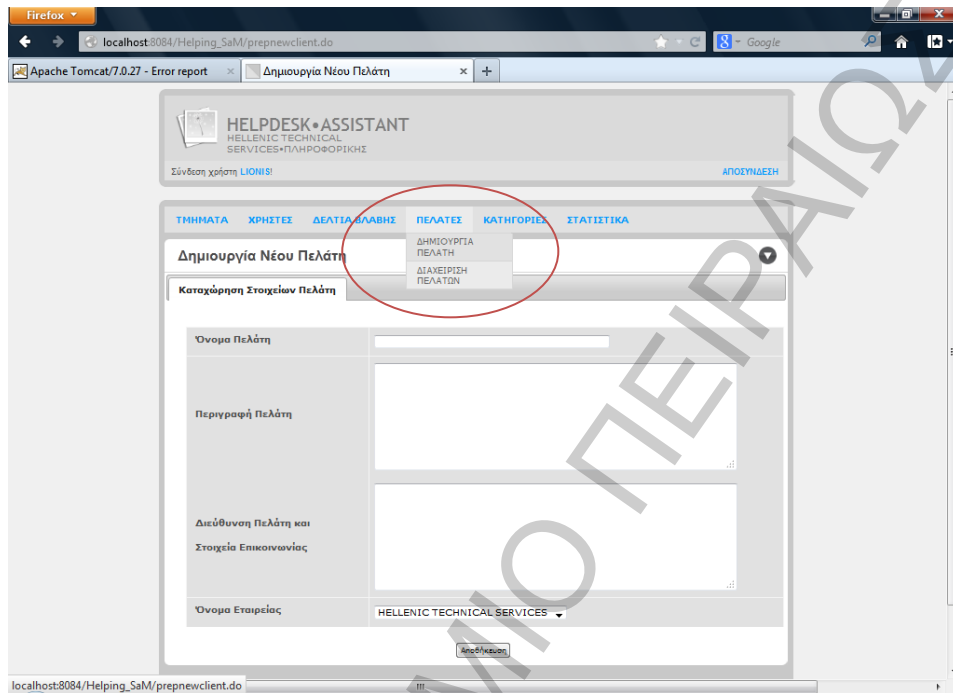 Firefox
localhost:8084/Helping_SaM/prepnewclient.do
Google
Apache Tomcat/7.0.27 - Error report
Δημιουργία Νέου Πελάτη
HELPDESK•ASSISTANT
HELLENIC TECHNICAL
SERVICES•ΠΛΗΡΟΦΟΡΙΚΗΣ
Σύνδεση χρήστη LIONIS!
ΑΠΟΣΥΝΔΕΣΗ
ΤΜΗΜΑΤΑ ΧΡΗΣΤΕΣ ΔΕΛΤΙΑ ΒΛΑΒΗΣ ΠΕΛΑΤΕΣ ΚΑΤΗΓΟΡΙΕΣ ΣΤΑΤΙΣΤΙΚΑ
ΔΗΜΙΟΥΡΓΙΑ
ΠΕΛΑΤΗ
ΔΙΑΧΕΙΡΙΣΗ
ΠΕΛΑΤΩΝ
Δημιουργία Νέου Πελάτη
Καταχώρηση Στοιχείων Πελάτη
Όνομα Πελάτη
Περιγραφή Πελάτη
Διεύθυνση Πελάτη και
Στοιχεία Επικοινωνίας
Όνομα Εταιρείας
HELLENIC TECHNICAL SERVICES
Αποθήκευση
localhost:8084/Helping_SaM/prepnewclient.do